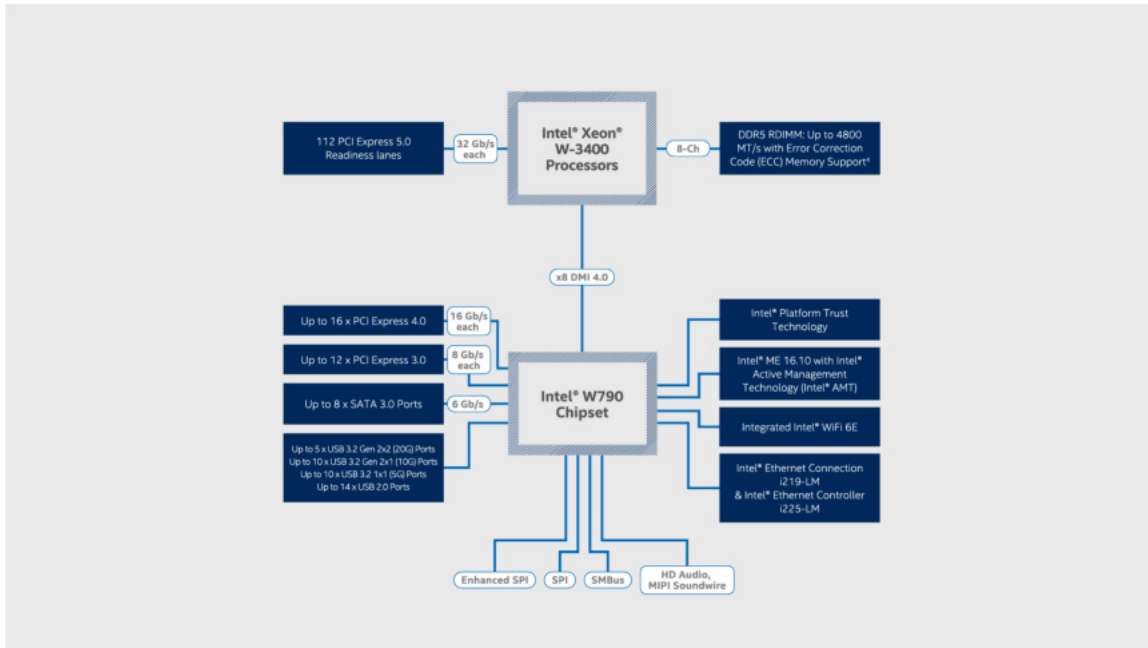 Intel® Xeon®
W-3400
Processors
112 PCI Express 5.0
Readiness lanes
32 Gb/s
each
8-Ch
DDR5 RDIMM: Up to 4800
MT/s with Error Correction
Code (ECC) Memory Support⁴
x8 DMI 4.0
Up to 16 x PCI Express 4.0
16 Gb/s
each
Up to 12 x PCI Express 3.0
8 Gb/s
each
Up to 8 x SATA 3.0 Ports
6 Gb/s
Up to 5 x USB 3.2 Gen 2x2 (20G) Ports
Up to 10 x USB 3.2 Gen 2x1 (10G) Ports
Up to 10 x USB 3.2 1x1 (5G) Ports
Up to 14 x USB 2.0 Ports
Intel® W790
Chipset
Intel® Platform Trust
Technology
Intel® ME 16.10 with Intel®
Active Management
Technology (Intel® AMT)
Integrated Intel® WiFi 6E
Intel® Ethernet Connection
i219-LM
& Intel® Ethernet Controller
i225-LM
Enhanced SPI
SPI
SMBus
HD Audio,
MIPI Soundwire